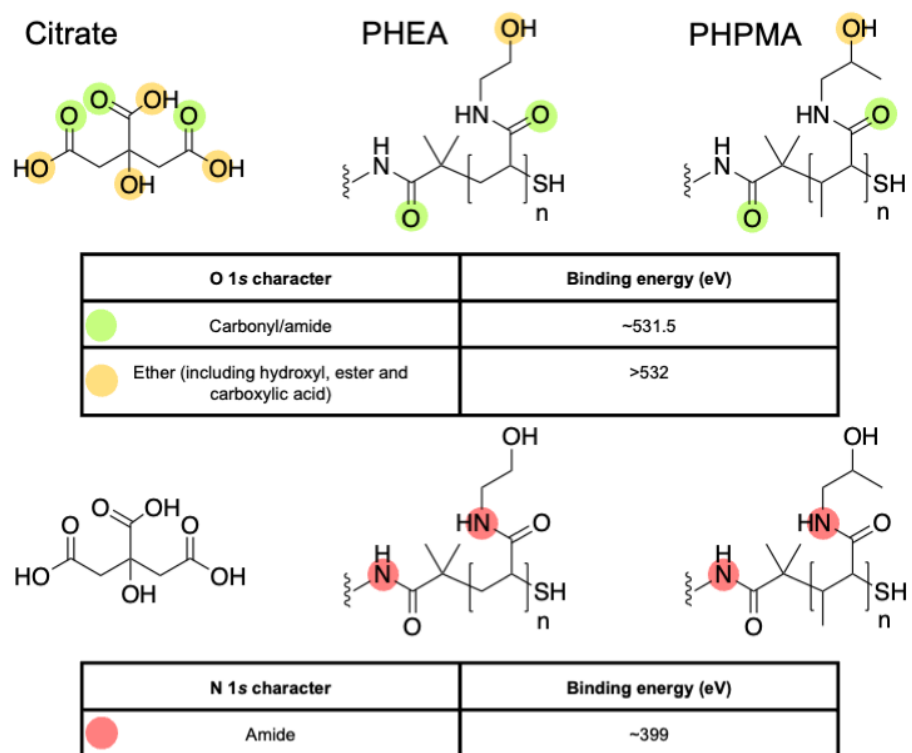 Citrate
PHEA
PHPMA
O
O
OH
O
HO
OH
OH
OH
HN
O
H
N
O
SH
n
OH
HN
O
H
N
O
SH
n
O 1s character
Binding energy (eV)
Carbonyl/amide
~531.5
Ether (including hydroxyl, ester and
carboxylic acid)
>532
O
O
OH
O
HO
OH
OH
OH
HN
O
H
N
O
SH
n
OH
HN
O
H
N
O
SH
n
N 1s character
Binding energy (eV)
Amide
~399